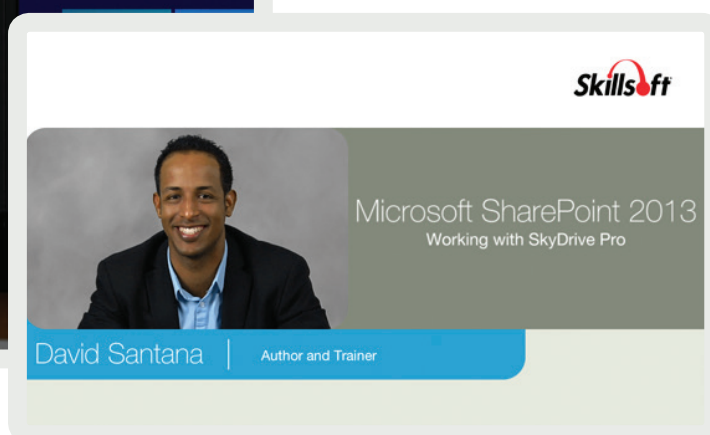 Skillsoft
Microsoft SharePoint 2013
Working with SkyDrive Pro
David Santana
Author and Trainer